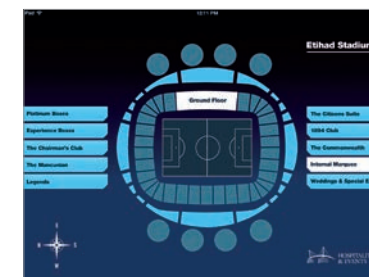 iPad
12:11 PM
Etihad Stadium
Ground Floor
Platinum Boxes
Experience Boxes
The Chairman's Club
The Mancunian
Legends
The Citizens Suite
1894 Club
The Commonwealth
Internal Marquee
Weddings & Special E
HOSPITALI
& EVENTS